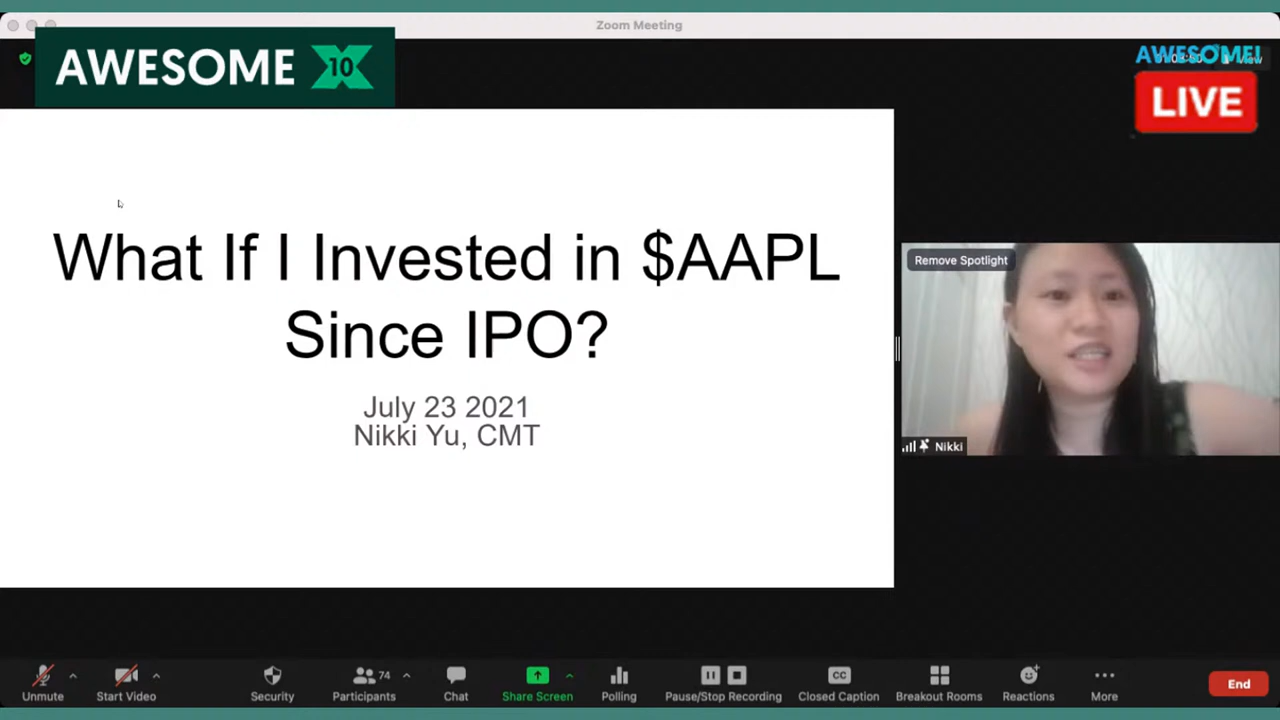 Zoom Meeting
AWESOME X 10
AWESOME!
View
LIVE
What If I Invested in $AAPL
Since IPO?
July 23 2021
Nikki Yu, CMT
Remove Spotlight
Nikki
Unmute
Start Video
Security
74
Participants
Chat
Share Screen
Polling
Pause/Stop Recording
CC
Closed Caption
Breakout Rooms
Reactions
More
End